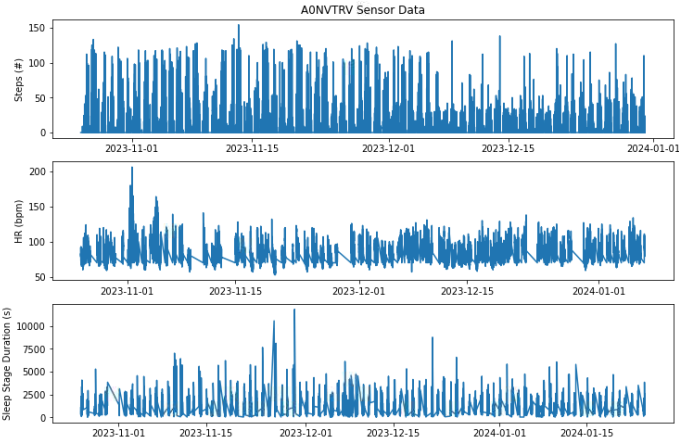 A0NVTRV Sensor Data
150
100
50
0
Steps (#)
2023-11-01 2023-11-15 2023-12-01 2023-12-15 2024-01-01
200
150
100
50
HR (bpm)
2023-11-01 2023-11-15 2023-12-01 2023-12-15 2024-01-01
10000
7500
5000
2500
0
Sleep Stage Duration (s)
2023-11-01 2023-11-15 2023-12-01 2023-12-15 2024-01-01 2024-01-15